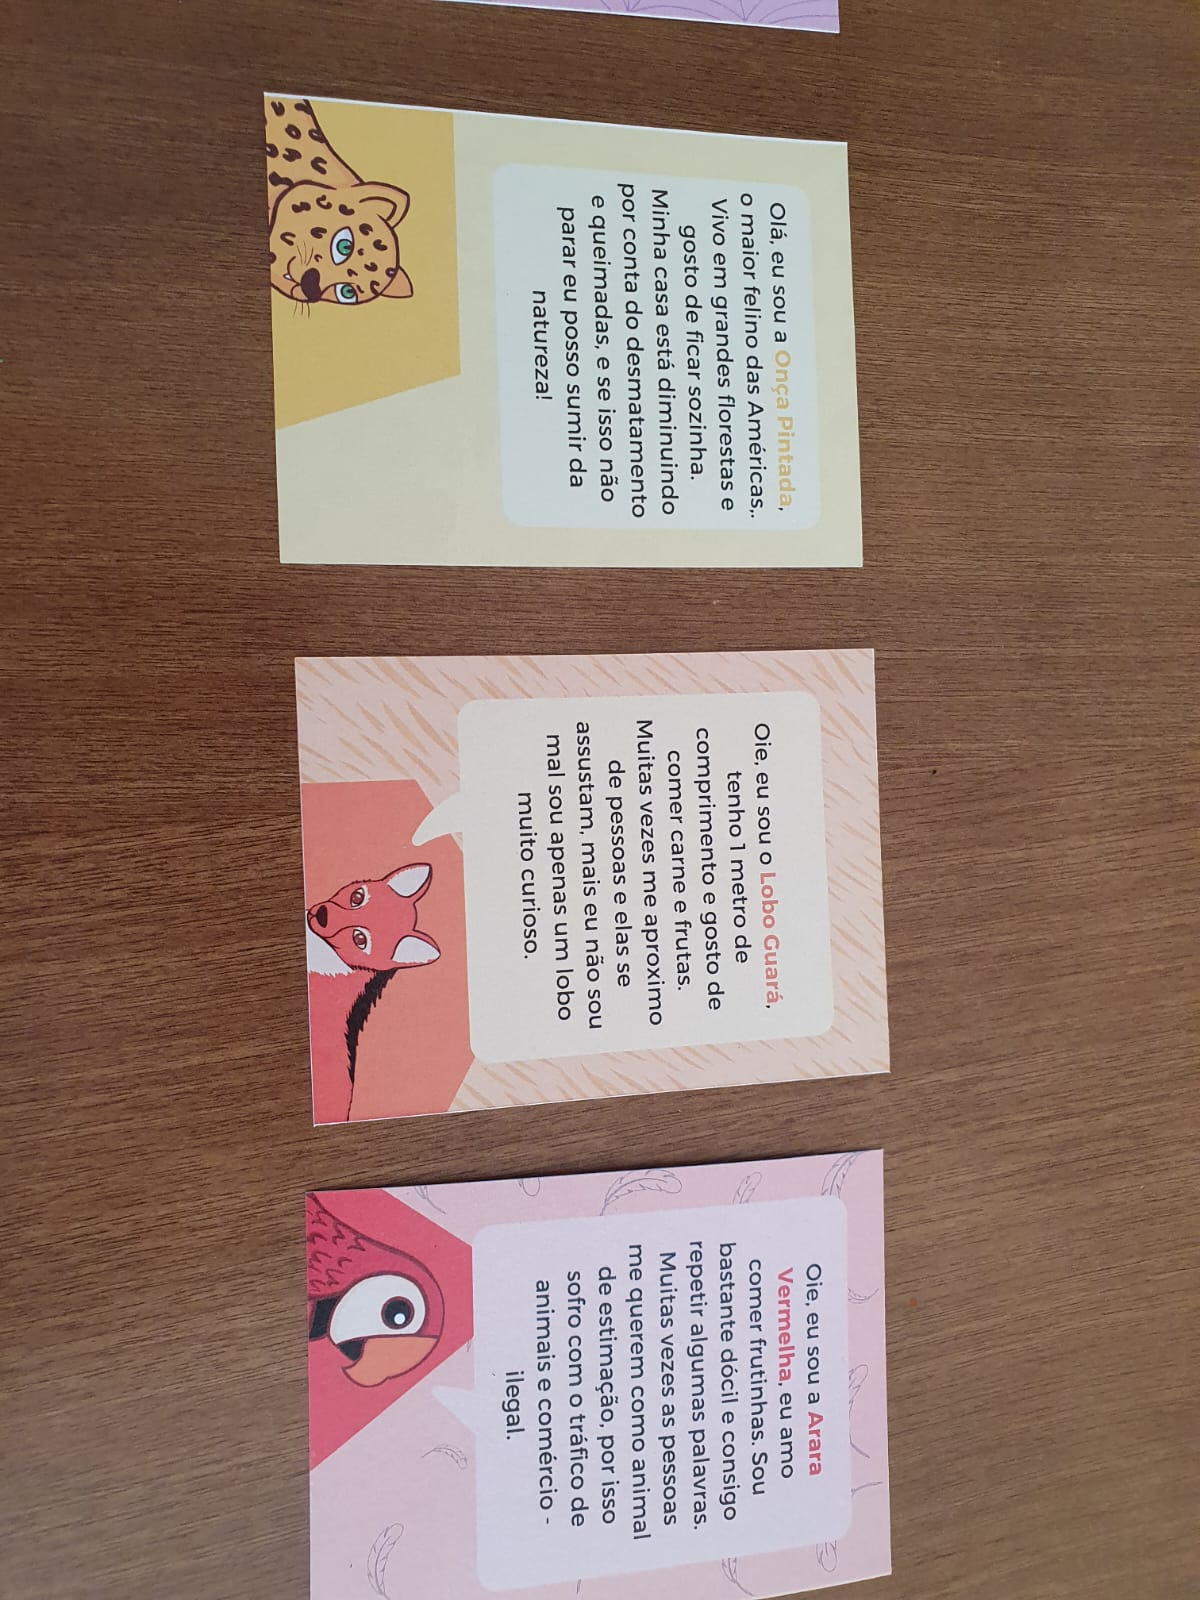 Olá, eu sou a Onça Pintada,
o maior felino das Américas,.
Vivo em grandes florestas e
gosto de ficar sozinha.
Minha casa está diminuindo
por conta do desmatamento
e queimadas, e se isso não
parar eu posso sumir da
natureza!
Oie, eu sou o Lobo Guará,
tenho 1 metro de
comprimento e gosto de
comer carne e frutas.
Muitas vezes me aproximo
de pessoas e elas se
assustam, mais eu não sou
mal sou apenas um lobo
muito curioso.
Oie, eu sou a Arara
Vermelha, eu amo
comer frutinhas. Sou
bastante dócil e consigo
repetir algumas palavras.
Muitas vezes as pessoas
me querem como animal
de estimação, por isso
sofro com o tráfico de
animais e comércio -
ilegal.